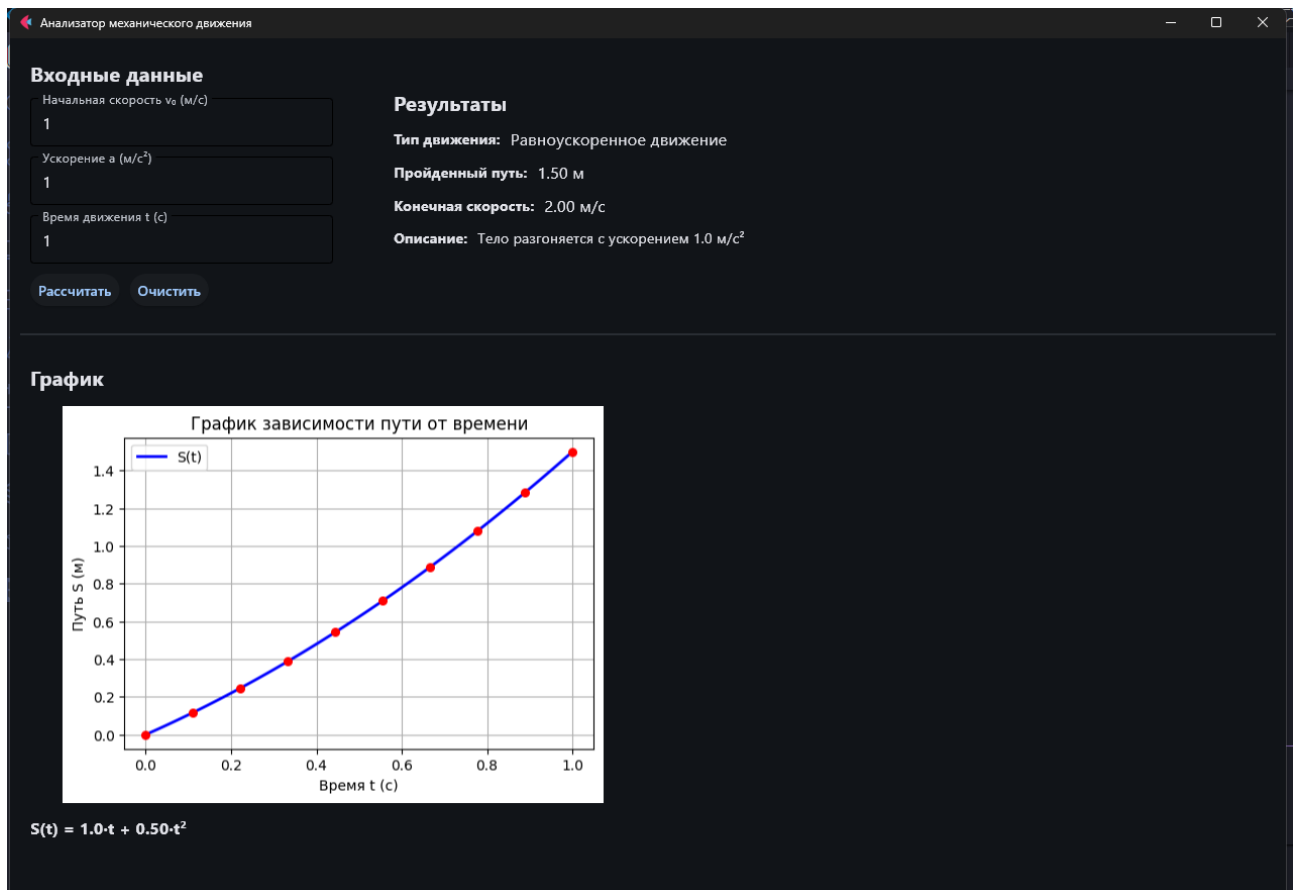 Анализатор механического движения
Входные данные
Начальная скорость v₀ (м/с)
1
Ускорение a (м/с²)
1
Время движения t (с)
1
Рассчитать Очистить
Результаты
Тип движения: Равноускоренное движение
Пройденный путь: 1.50 м
Конечная скорость: 2.00 м/с
Описание: Тело разгоняется с ускорением 1.0 м/с²
График
График зависимости пути от времени
S(t)
Путь S (м)
1.4
1.2
1.0
0.8
0.6
0.4
0.2
0.0
0.0 0.2 0.4 0.6 0.8 1.0
Время t (с)
S(t) = 1.0·t + 0.50·t²